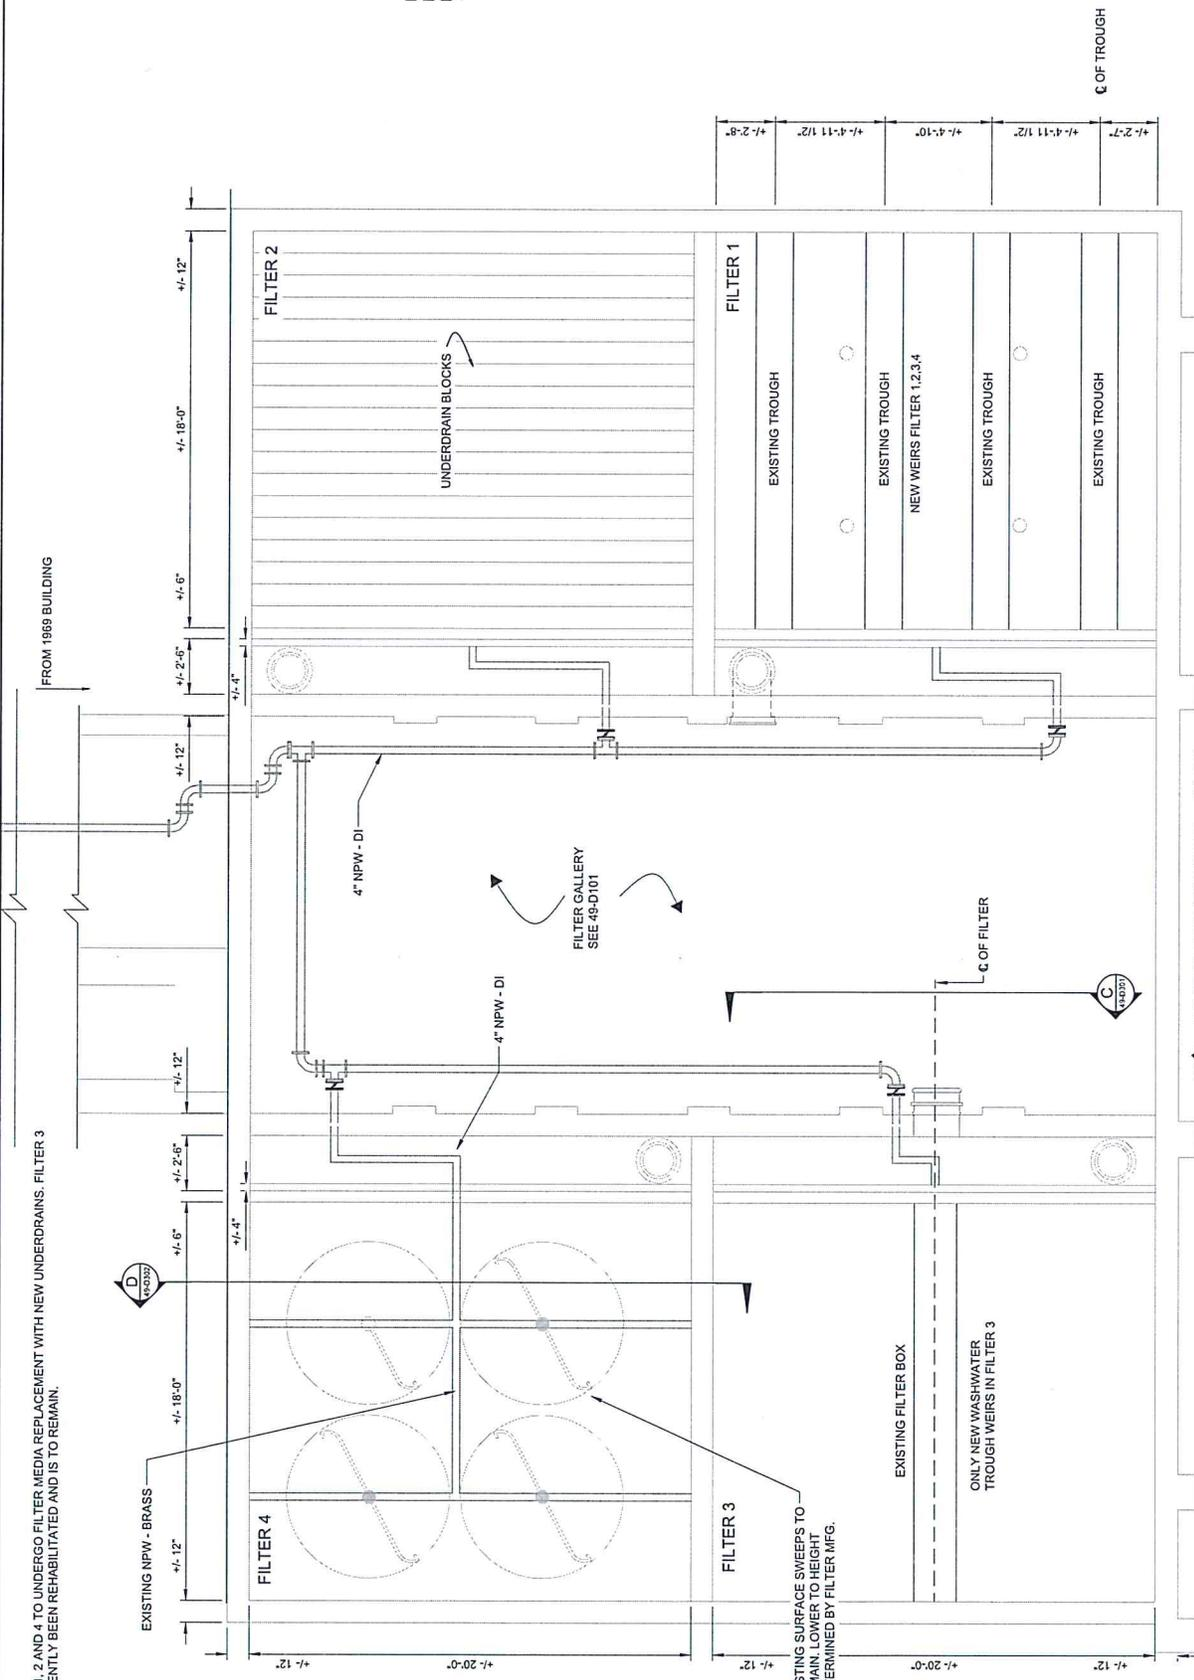 , 2 AND 4 TO UNDERGO FILTER MEDIA REPLACEMENT WITH NEW UNDERDRAINS. FILTER 3
ENTLY BEEN REHABILITATED AND IS TO REMAIN.
FROM 1969 BUILDING
EXISTING NPW - BRASS
+/- 12"
+/- 18'-0"
+/- 6"
+/- 2'-6"
+/- 12"
+/- 4"
+/- 12"
+/- 2'-6"
+/- 6"
+/- 18'-0"
+/- 12"
+/- 4"
D
49-D302
FILTER 4
4" NPW - DI
4" NPW - DI
FILTER GALLERY
SEE 49-D101
UNDERDRAIN BLOCKS
FILTER 2
FILTER 3
STING SURFACE SWEEPS TO
MAIN. LOWER TO HEIGHT
ERMINED BY FILTER MFG.
EXISTING FILTER BOX
ONLY NEW WASHWATER
TROUGH WEIRS IN FILTER 3
℄ OF FILTER
C
49-D301
FILTER 1
EXISTING TROUGH
EXISTING TROUGH
NEW WEIRS FILTER 1,2,3,4
EXISTING TROUGH
EXISTING TROUGH
+/- 2'-8"
+/- 4'-11 1/2"
+/- 4'-10"
+/- 4'-11 1/2"
+/- 2'-7"
℄ OF TROUGH
+/- 12"
+/- 20'-0"
+/- 12"
+/- 20'-0"
+/- 12"